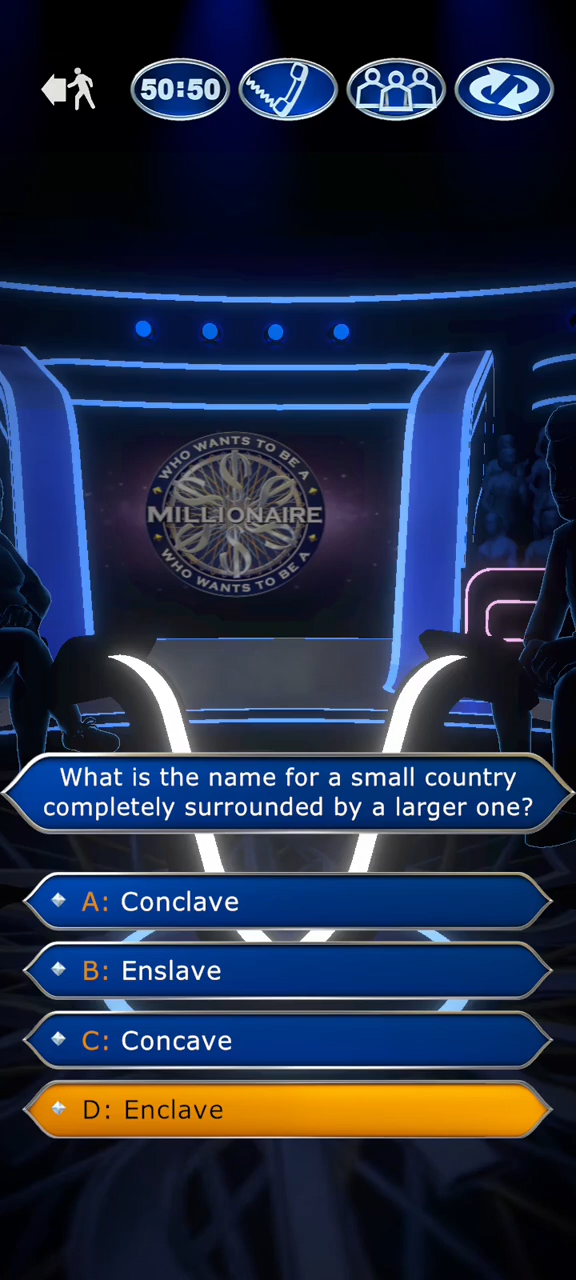 50:50
WHO WANTS TO BE A
MILLIONAIRE
WHO WANTS TO BE A
What is the name for a small country
completely surrounded by a larger one?
A: Conclave
B: Enslave
C: Concave
D: Enclave